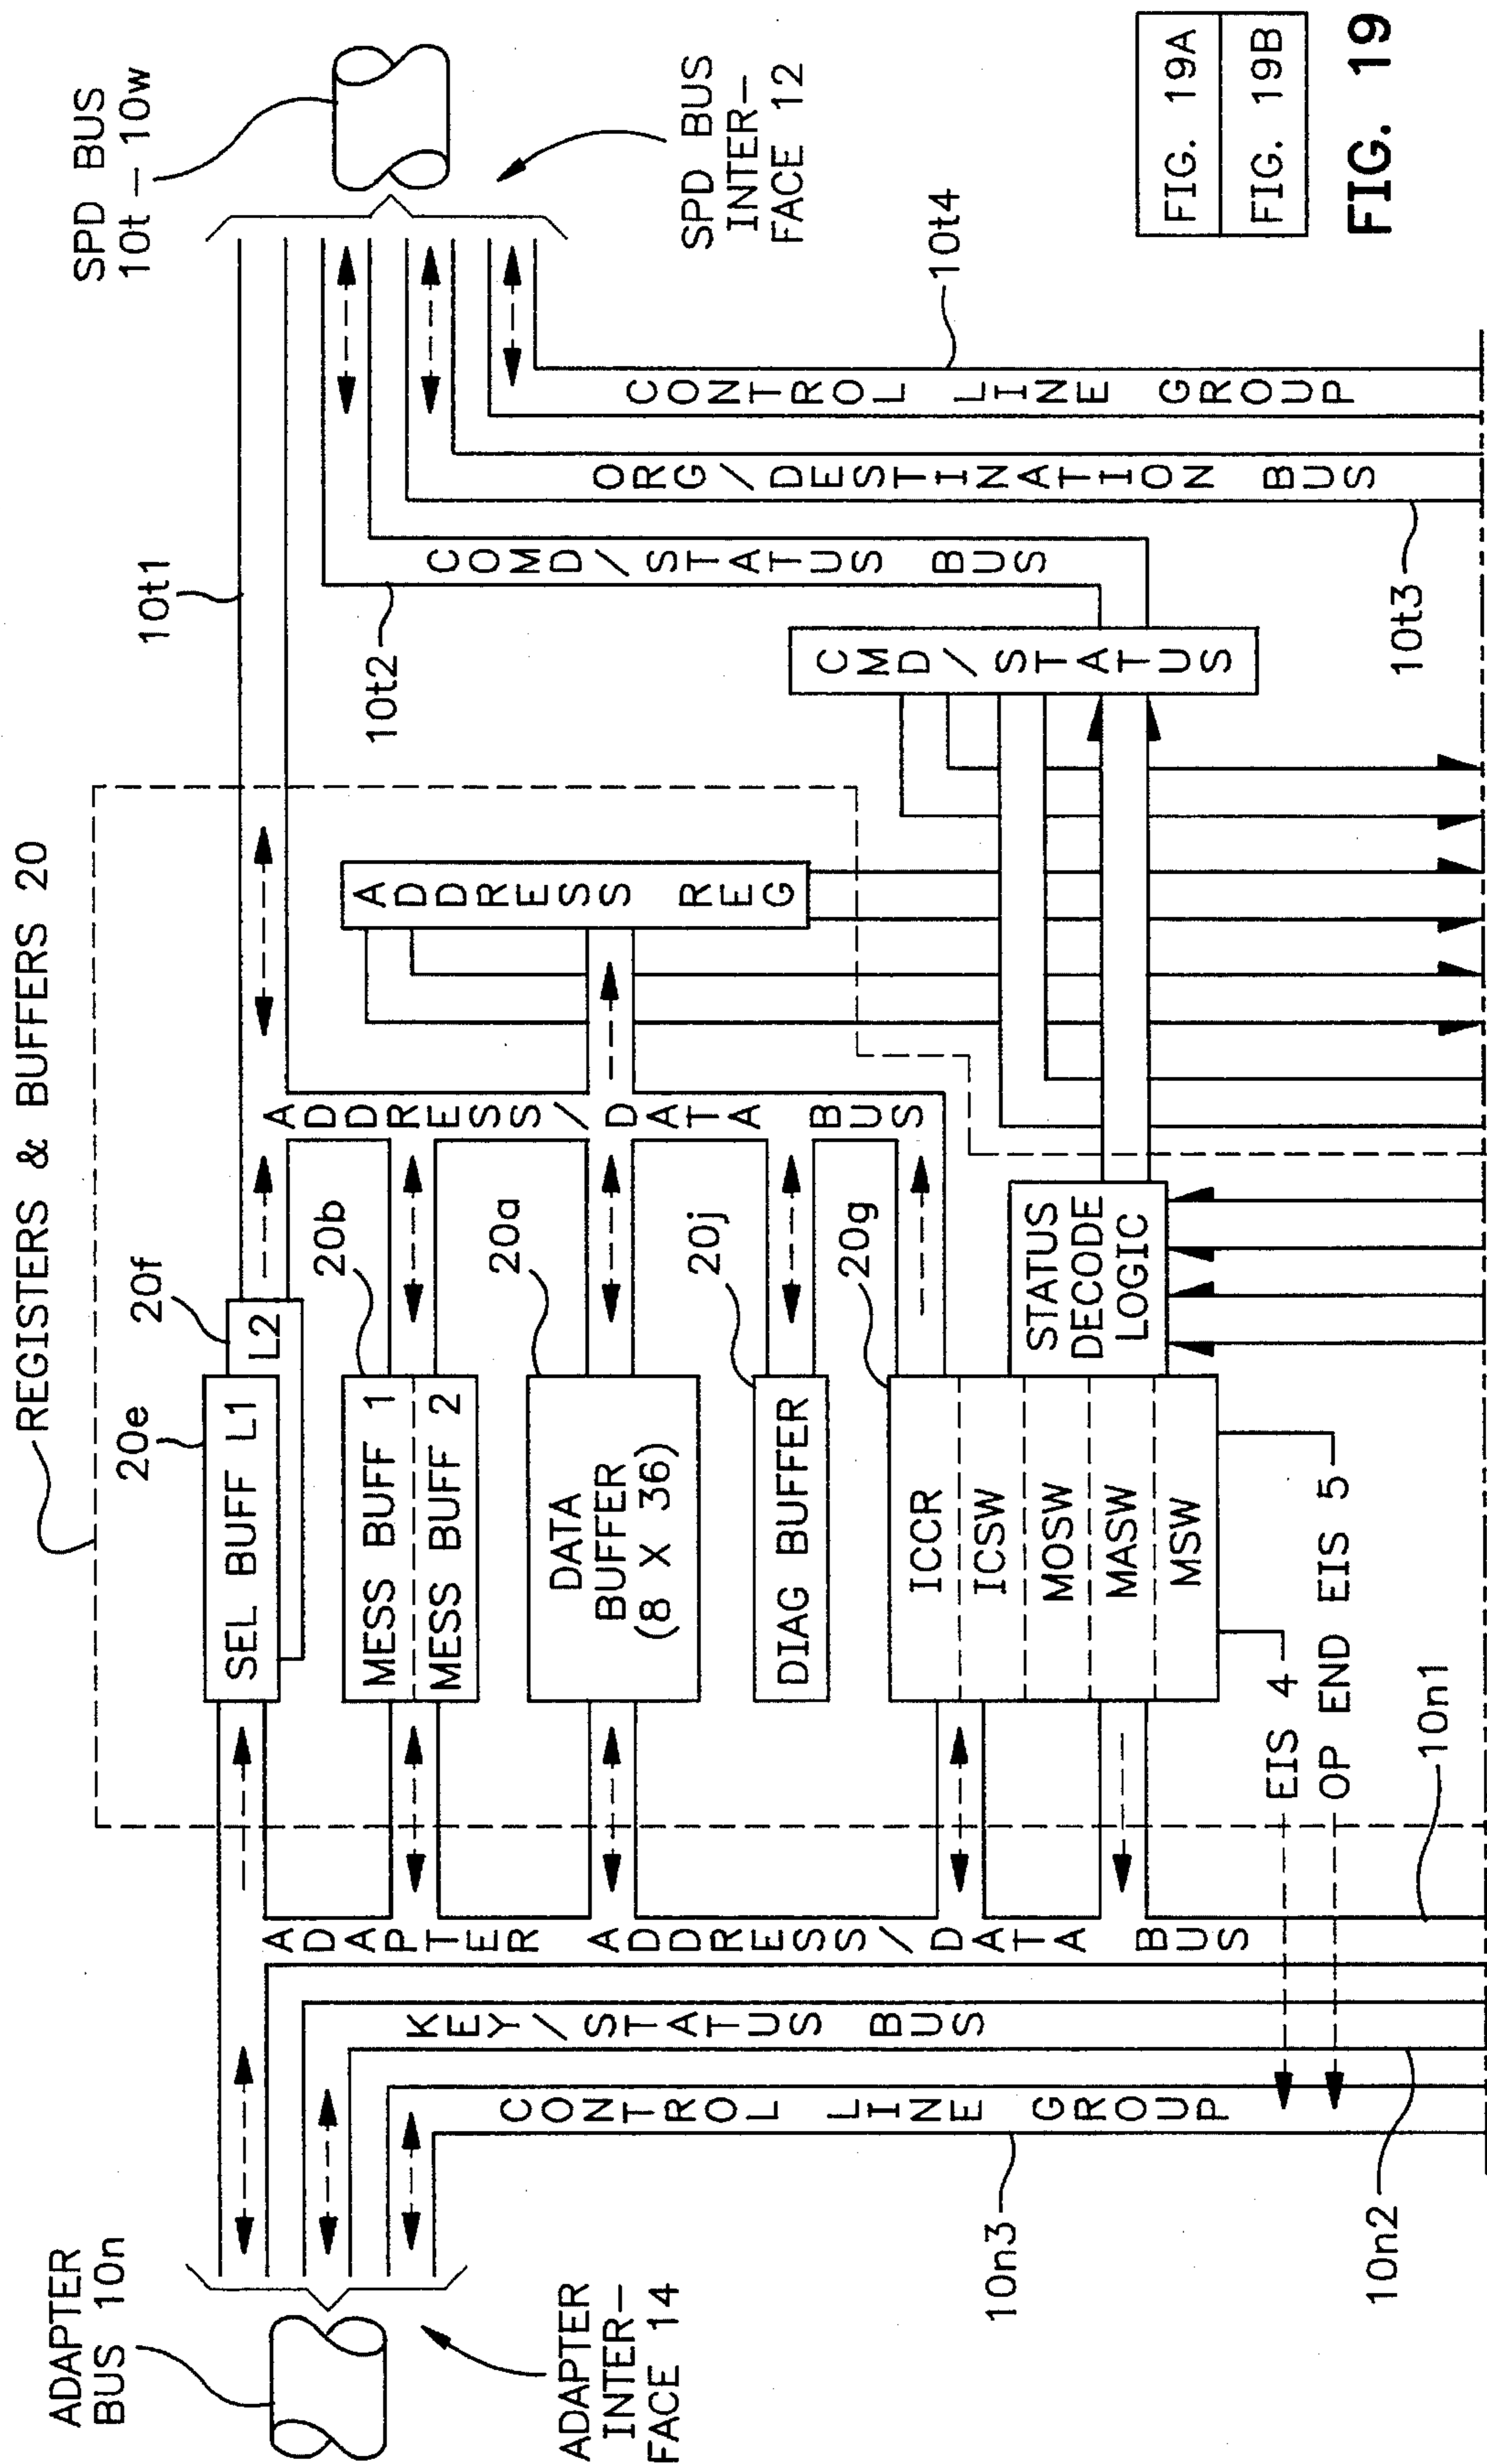 REGISTERS & BUFFERS 20
ADAPTER
BUS 10n
ADAPTER
INTER-
FACE 14
SPD BUS
10t - 10w
SPD BUS
INTER-
FACE 12
20e
20f
SEL BUFF L1
L2
10t1
20b
MESS BUFF 1
MESS BUFF 2
20a
DATA
BUFFER
(8 X 36)
20j
DIAG BUFFER
20g
ICCR
ICSW
MOSW
MASW
MSW
STATUS
DECODE
LOGIC
ADAPTER ADDRESS/DATA BUS
KEY/STATUS BUS
CONTROL LINE GROUP
ADDRESS/DATA BUS
ADDRESS REG
CMD/STATUS
COMD/STATUS BUS
ORG/DESTINATION BUS
CONTROL LINE GROUP
10t2
10t4
10t3
EIS 4
OP END EIS 5
10n3
10n2
10n1
FIG. 19A
FIG. 19B
FIG. 19